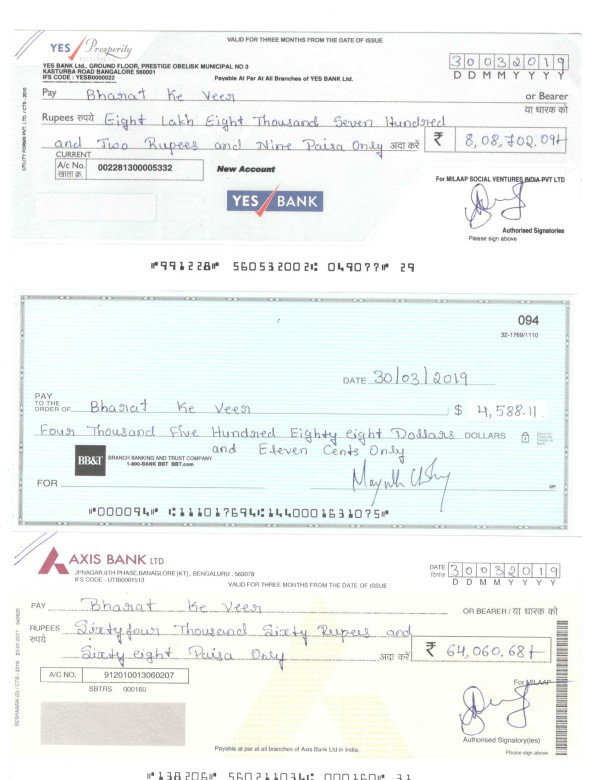 VALID FOR THREE MONTHS FROM THE DATE OF ISSUE
YES Prosperity
30032019
D D M M Y Y Y Y
YES BANK Ltd., GROUND FLOOR, PRESTIGE OBELISK MUNICIPAL NO 3
KASTURBA ROAD BANGALORE 560001
IFS CODE : YESB0000022
Payable At Par At All Branches of YES BANK Ltd.
Pay Bharat Ke Veer or Bearer
या धारक को
Rupees रुपये Eight Lakh Eight Thousand Seven Hundred
and Two Rupees and Nine Paisa Only अदा करें ₹ 8,08,702.09/-
CURRENT
A/c No. 002281300005332 New Account
खाता क्र.
For MILAAP SOCIAL VENTURES INDIA-PVT LTD
YES BANK
Authorised Signatories
Please sign above
⑈991228⑈ 560532002⑆ 049077⑈ 29
094
32-1769/1110
DATE 30/03/2019
PAY
TO THE
ORDER OF Bharat Ke Veer $ 4,588.11
Four Thousand Five Hundred Eighty eight Dollars DOLLARS
and Eleven Cents Only
BB&T BRANCH BANKING AND TRUST COMPANY
1-800-BANK BBT BBT.com
FOR
MP
⑈000094⑈ ⑆111017694⑆1440001631075⑈
AXIS BANK LTD
JPNAGAR,6TH PHASE,BANAGLORE [KT], BENGALURU, 560078
IFS CODE - UTIB0001513
DATE 30032019
दिनांक D D M M Y Y Y Y
VALID FOR THREE MONTHS FROM THE DATE OF ISSUE
PAY Bharat Ke Veer OR BEARER/या धारक को
RUPEES Sixtyfour Thousand Sixty Rupees and
रुपये
Sixty eight Paisa Only अदा करें ₹ 64,060.68/-
A/C NO. 912010013060207
SBTRS 000160
For MILAAP
Authorised Signatory(ies)
Payable at par at all branches of Axis Bank Ltd in India.
Please sign above
⑈138206⑈ 560211034⑆ 000160⑈ 31